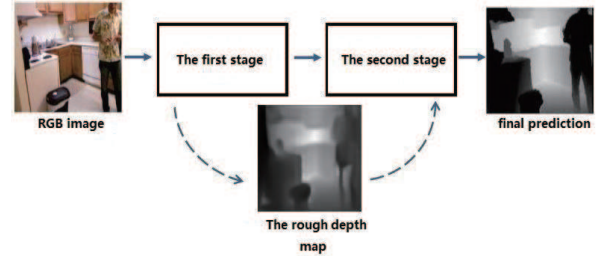 The first stage
The second stage
RGB image
final prediction
The rough depth
map